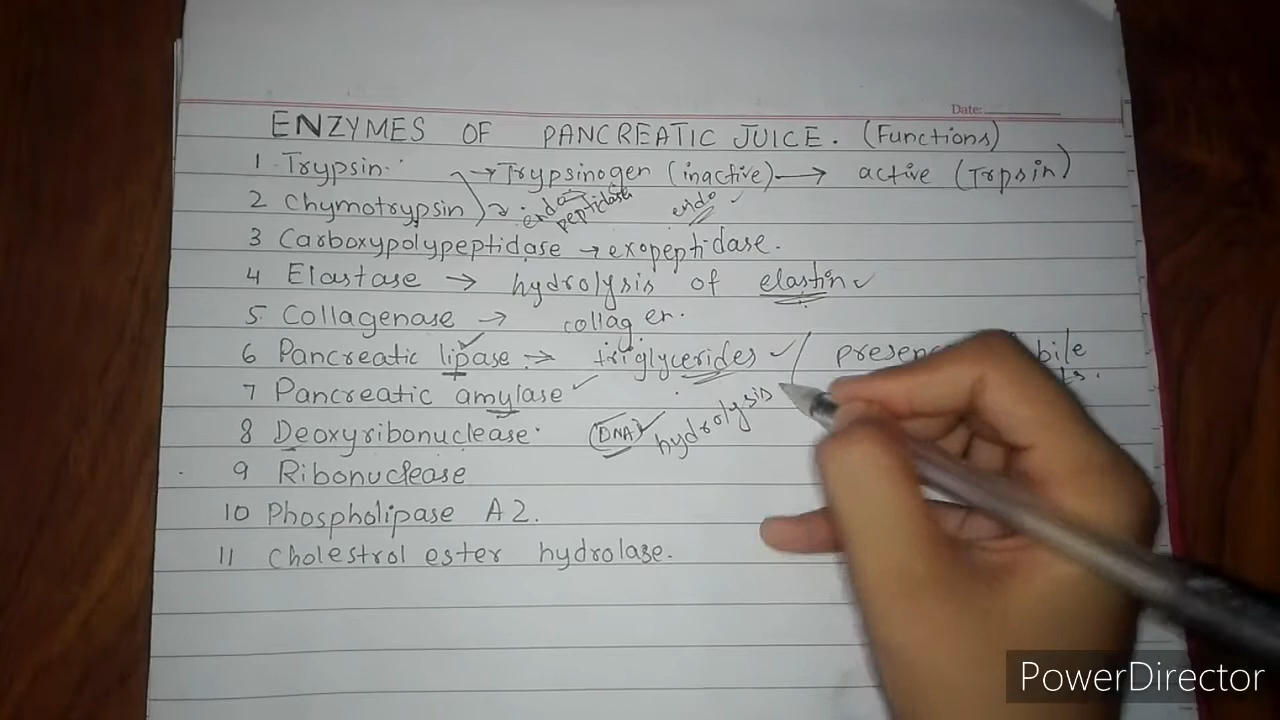 Date:
ENZYMES OF PANCREATIC JUICE. (Functions)
1 Trypsin. → Trypsinogen (inactive) → active (Trpsin)
2 Chymotrypsin endo peptidase endo
3 Carboxypolypeptidase → exopeptidase.
4 Elastase → hydrolysis of elastin
5 Collagenase → collagen.
6 Pancreatic lipase → triglycerides / bile
7 Pancreatic amylase
8 Deoxyribonuclease DNA hydrolysis
9 Ribonuclease
10 Phospholipase A2.
11 Cholestrol ester hydrolase.
PowerDirector